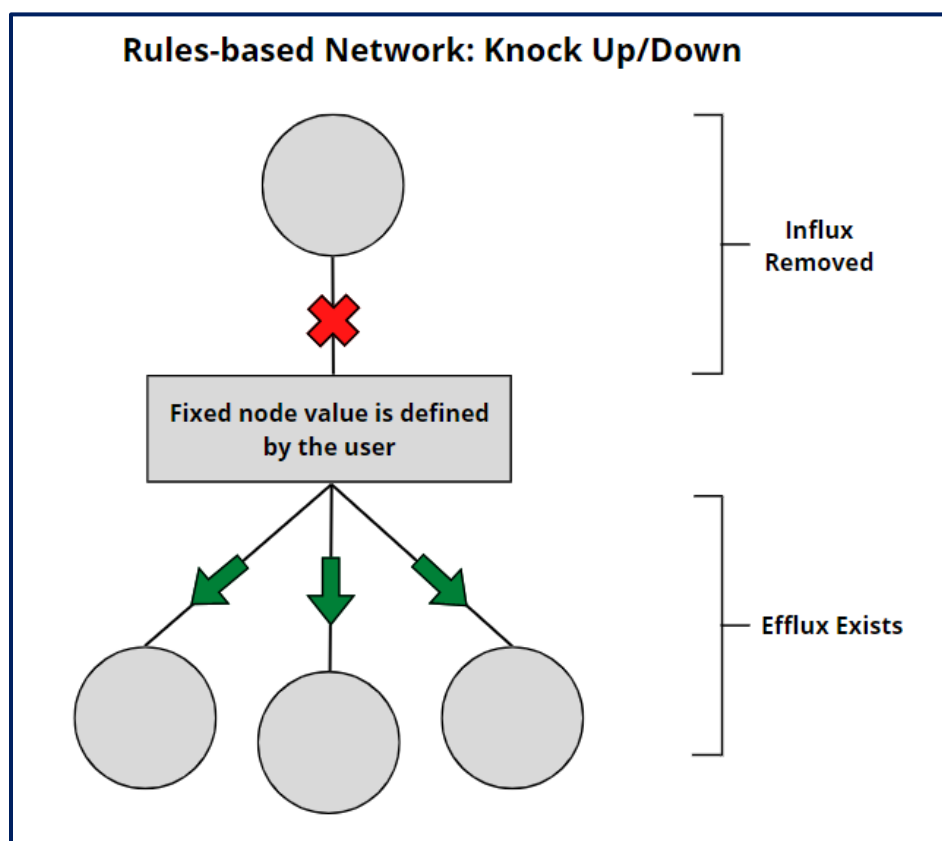 Rules-based Network: Knock Up/Down
Influx
Removed
Fixed node value is defined
by the user
Efflux Exists